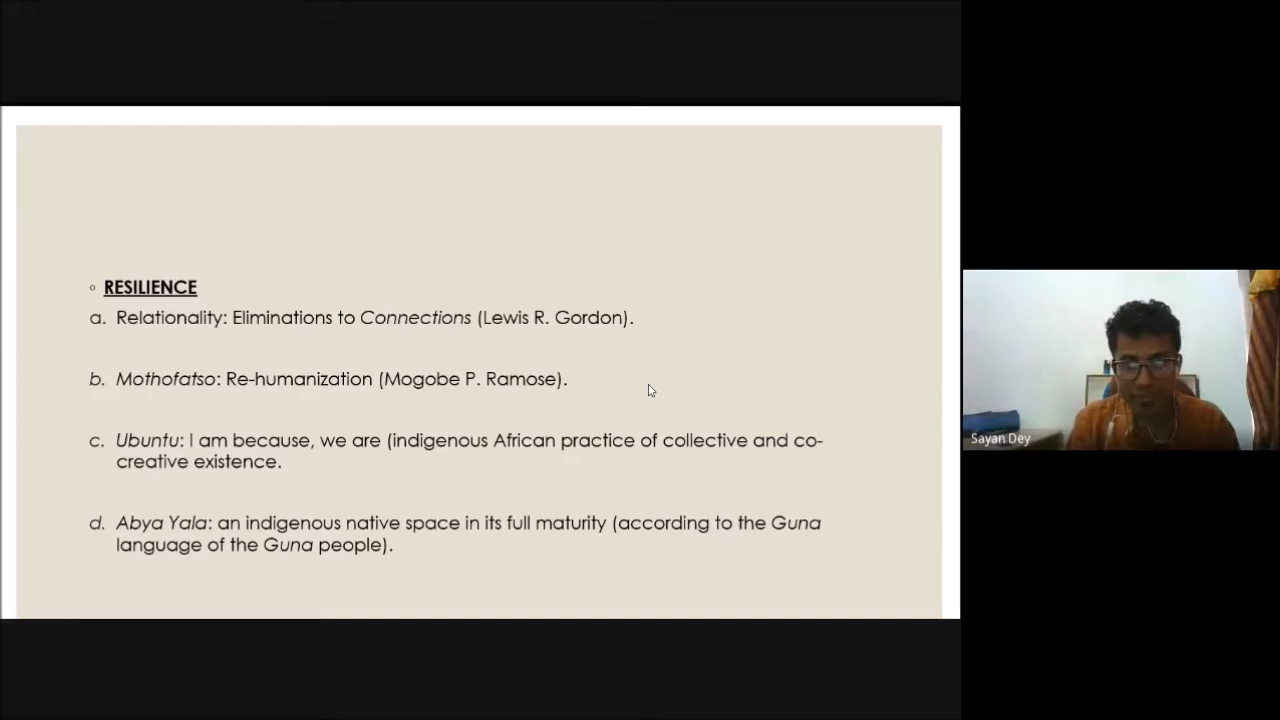 ◦ RESILIENCE
a. Relationality: Eliminations to Connections (Lewis R. Gordon).
b. Mothofatso: Re-humanization (Mogobe P. Ramose).
c. Ubuntu: I am because, we are (indigenous African practice of collective and co-
creative existence.
d. Abya Yala: an indigenous native space in its full maturity (according to the Guna
language of the Guna people).
Sayan Dey